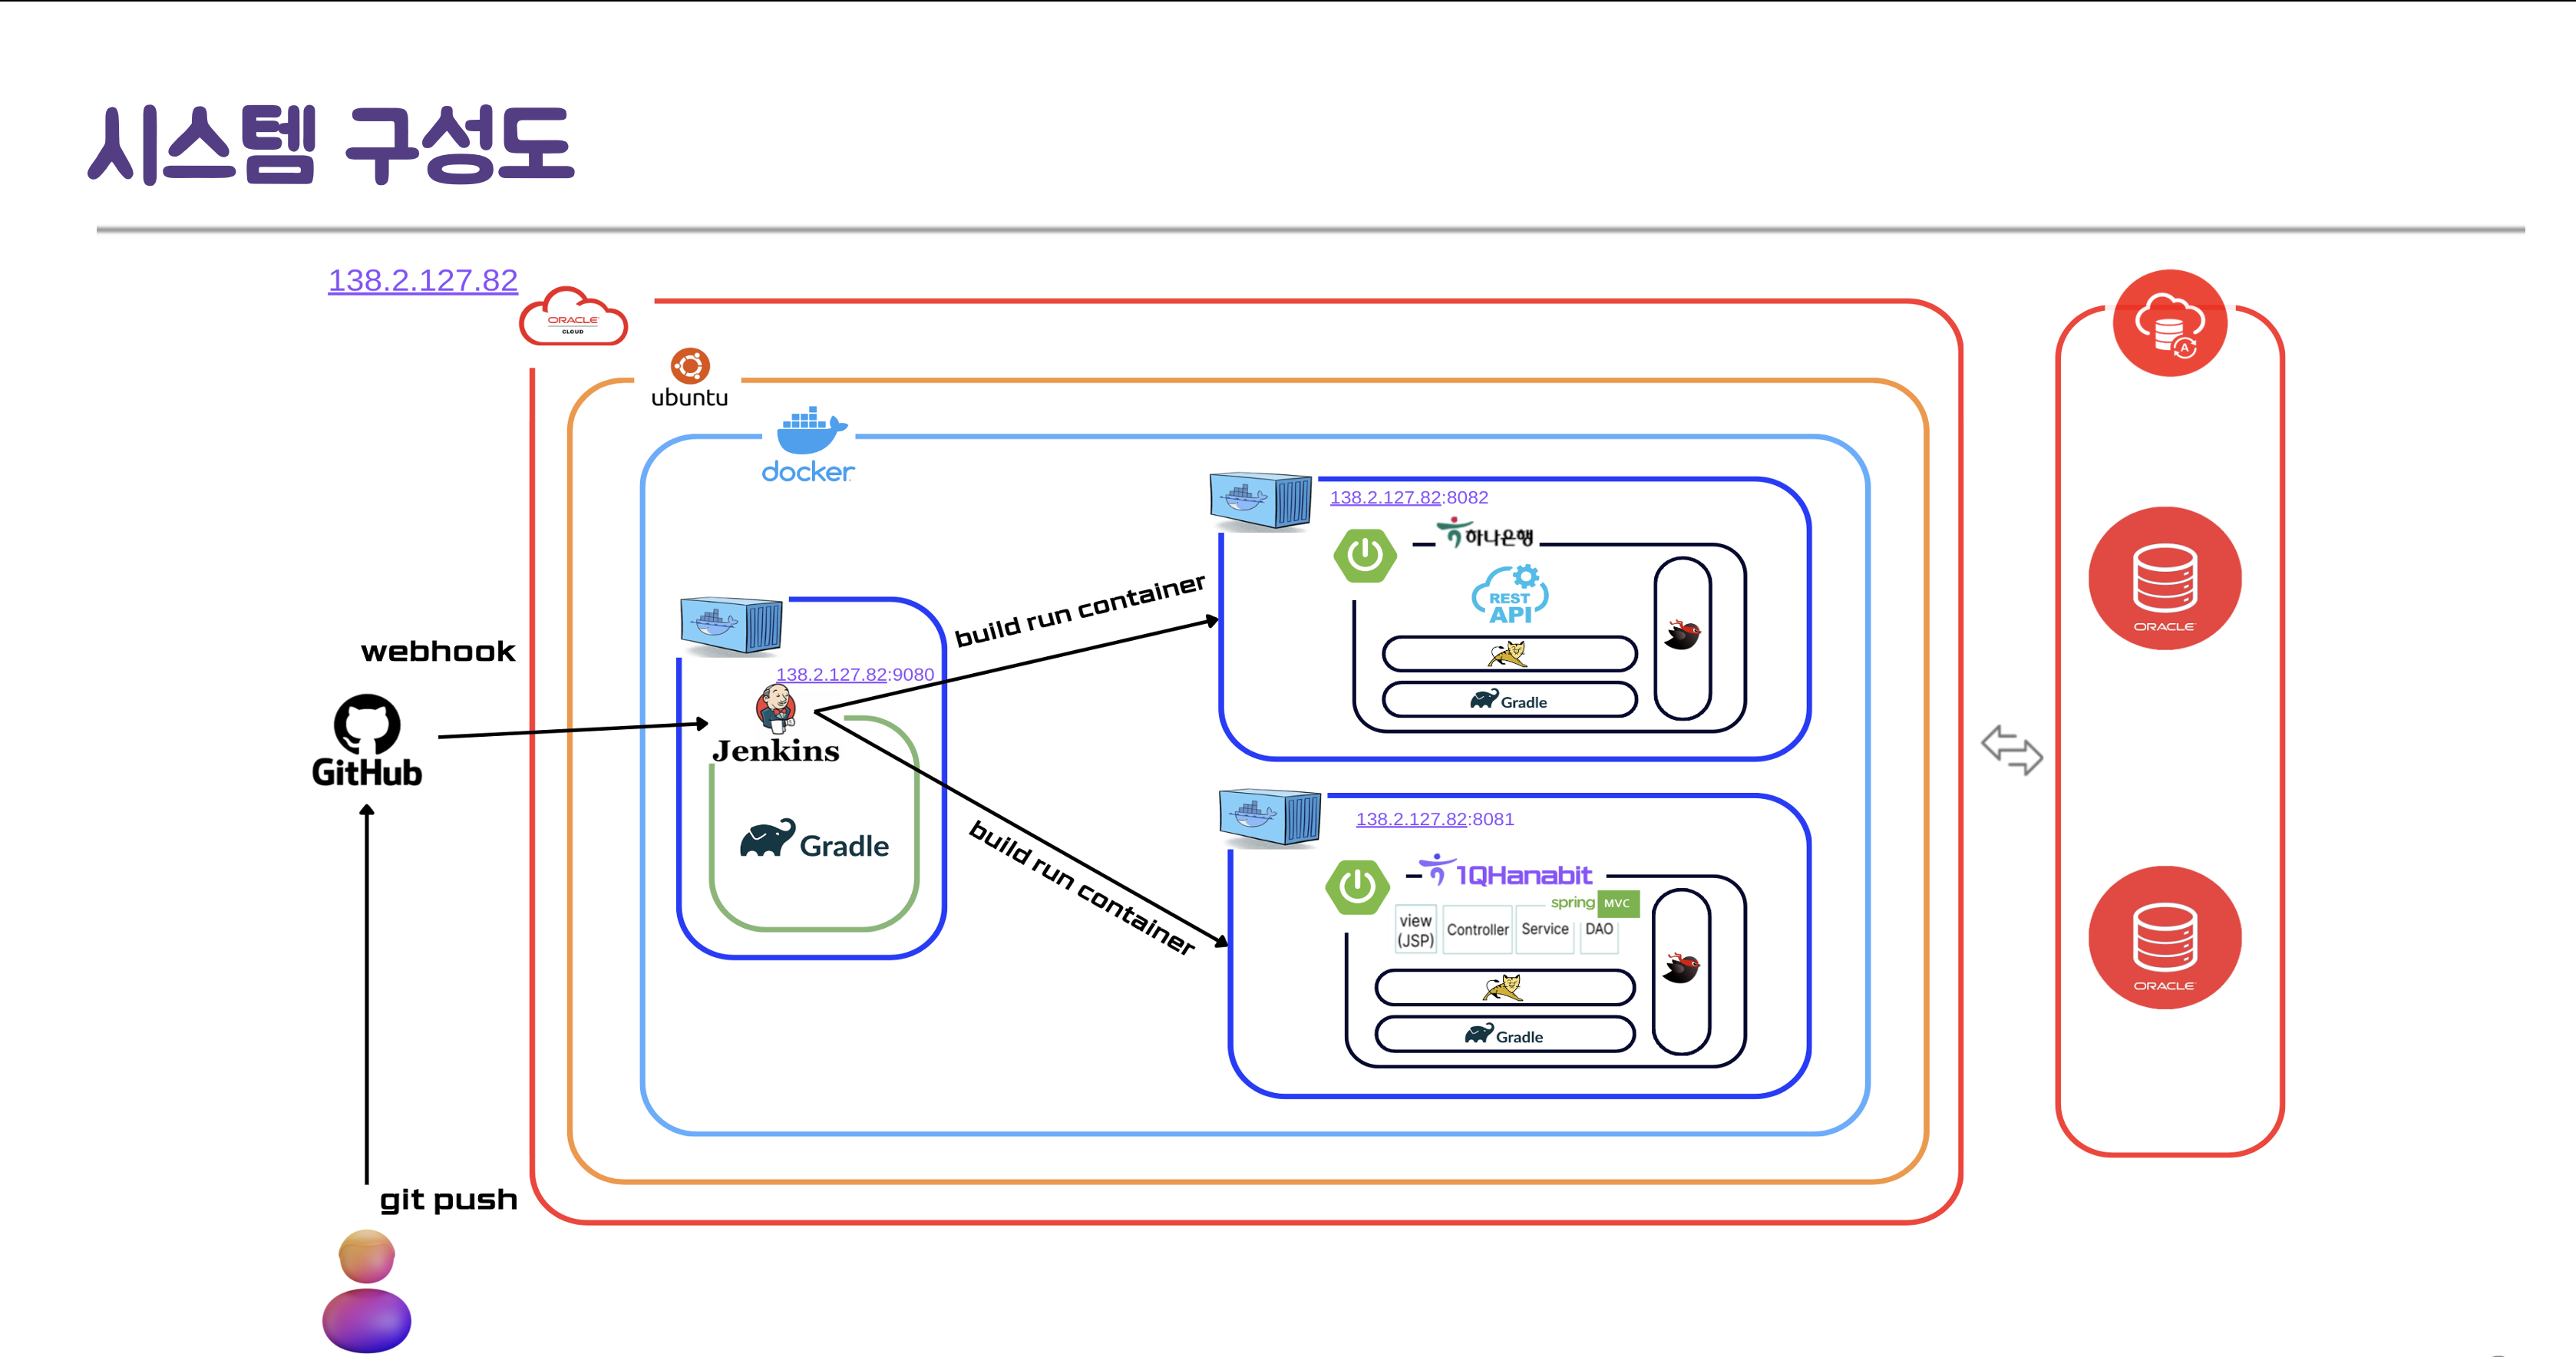 시스템 구성도
138.2.127.82
ORACLE
CLOUD
ubuntu
docker
138.2.127.82:8082
하나은행
REST
API
Gradle
build run container
webhook
138.2.127.82:9080
GitHub
Jenkins
Gradle
build run container
138.2.127.82:8081
1QHanabit
spring MVC
view
(JSP)
Controller
Service
DAO
Gradle
git push
A
ORACLE
ORACLE